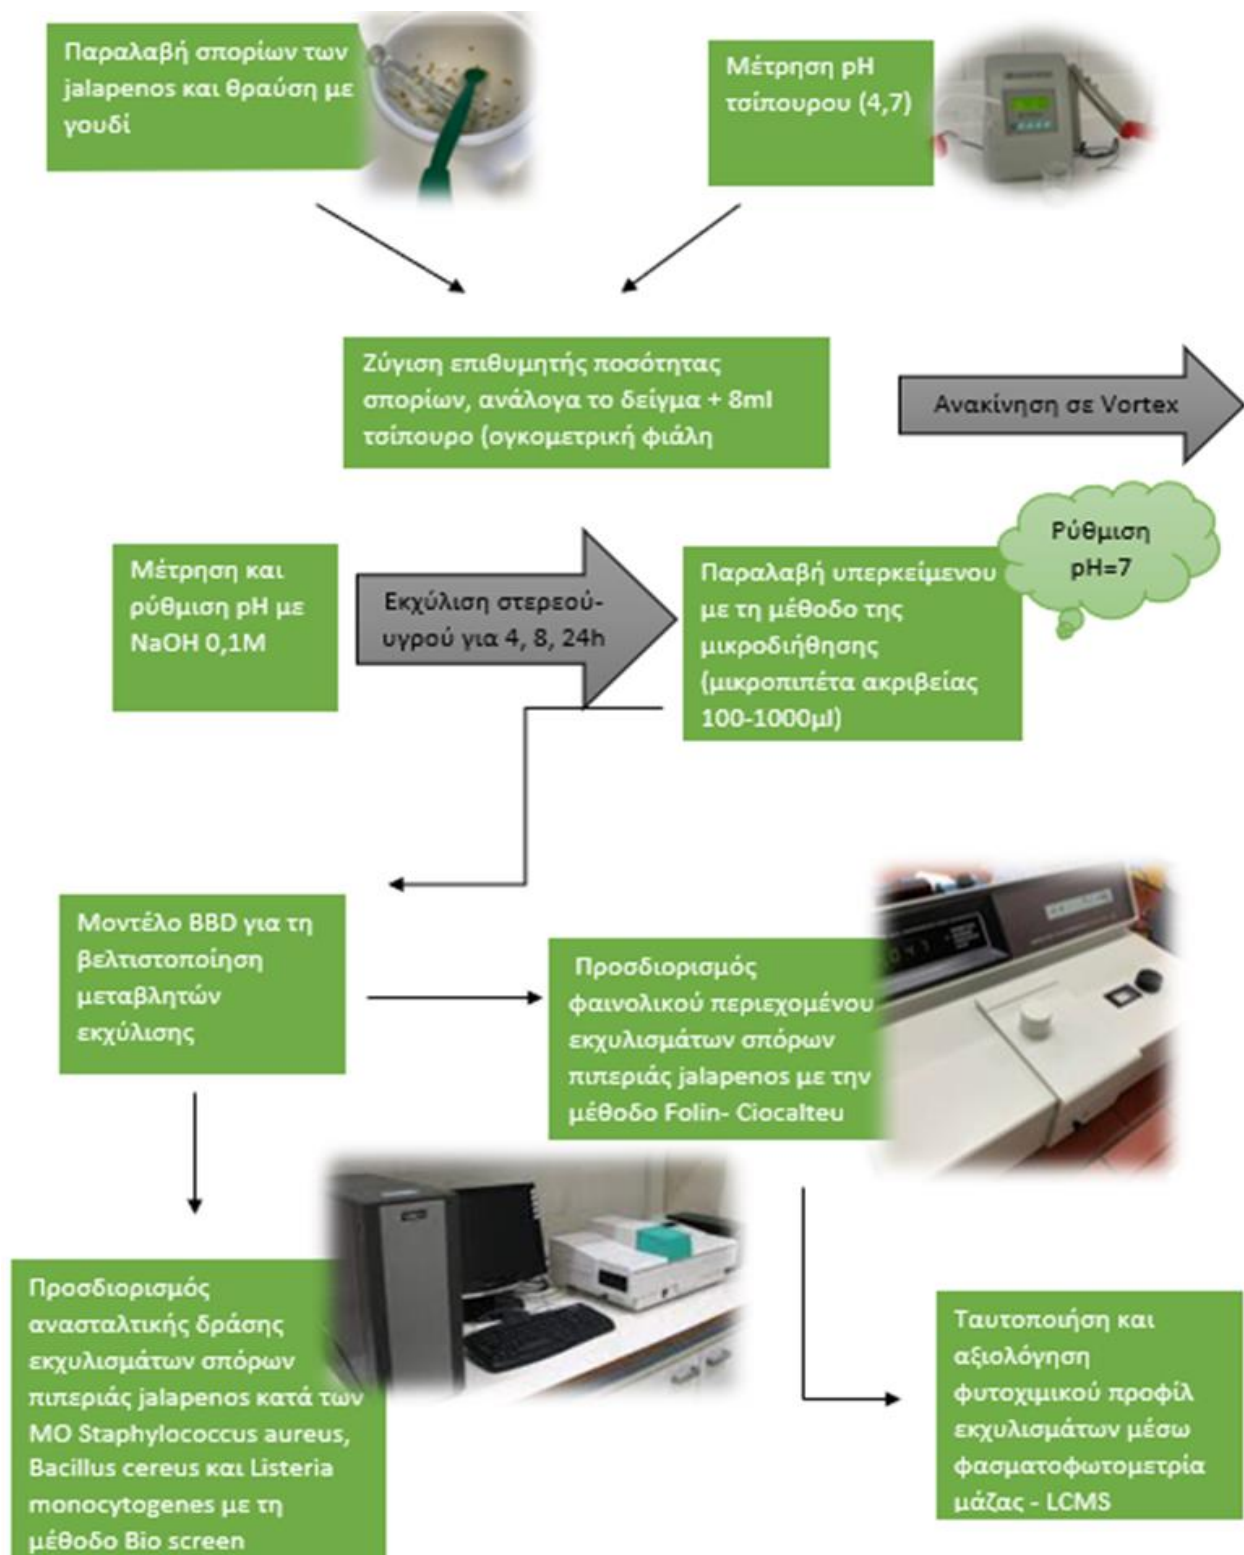 Παραλαβή σπορίων των
jalapenos και θραύση με
γουδί
Μέτρηση pH
τσίπουρου (4,7)
Ζύγιση επιθυμητής ποσότητας
σπορίων, ανάλογα το δείγμα + 8ml
τσίπουρο (ογκομετρική φιάλη
Ανακίνηση σε Vortex
Μέτρηση και
ρύθμιση pH με
NaOH 0,1M
Εκχύλιση στερεού-
υγρού για 4, 8, 24h
Παραλαβή υπερκείμενου
με τη μέθοδο της
μικροδιήθησης
(μικροπιπέτα ακριβείας
100-1000μl)
Ρύθμιση
pH=7
Μοντέλο BBD για τη
βελτιστοποίηση
μεταβλητών
εκχύλισης
Προσδιορισμός
φαινολικού περιεχομένου
εκχυλισμάτων σπόρων
πιπεριάς jalapenos με την
μέθοδο Folin- Ciocalteu
Προσδιορισμός
ανασταλτικής δράσης
εκχυλισμάτων σπόρων
πιπεριάς jalapenos κατά των
ΜΟ Staphylococcus aureus,
Bacillus cereus και Listeria
monocytogenes με τη
μέθοδο Bio screen
Ταυτοποιήση και
αξιολόγηση
φυτοχιμικού προφίλ
εκχυλισμάτων μέσω
φασματοφωτομετρία
μάζας - LCMS